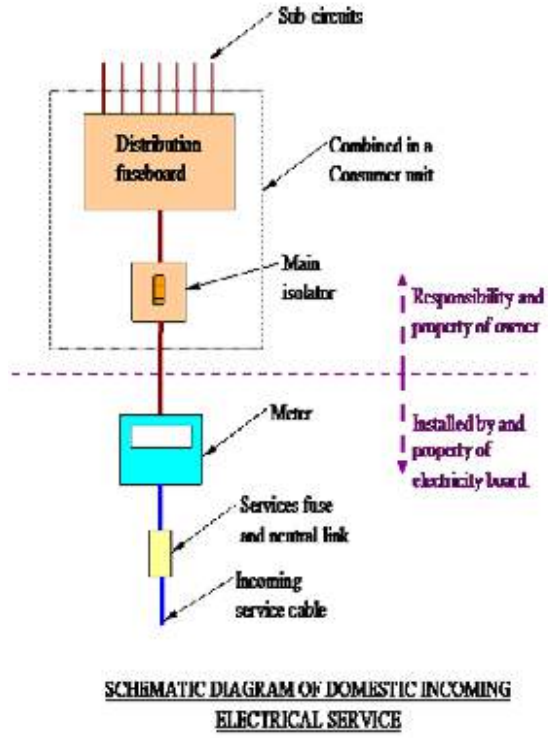 Sub circuits
Distribution
fuseboard
Combined in a
Consumer unit
Main
isolator
Responsibility and
property of owner
Meter
Installed by and
property of
electricity board.
Services fuse
and neutral link
Incoming
service cable
SCHEMATIC DIAGRAM OF DOMESTIC INCOMING
ELECTRICAL SERVICE